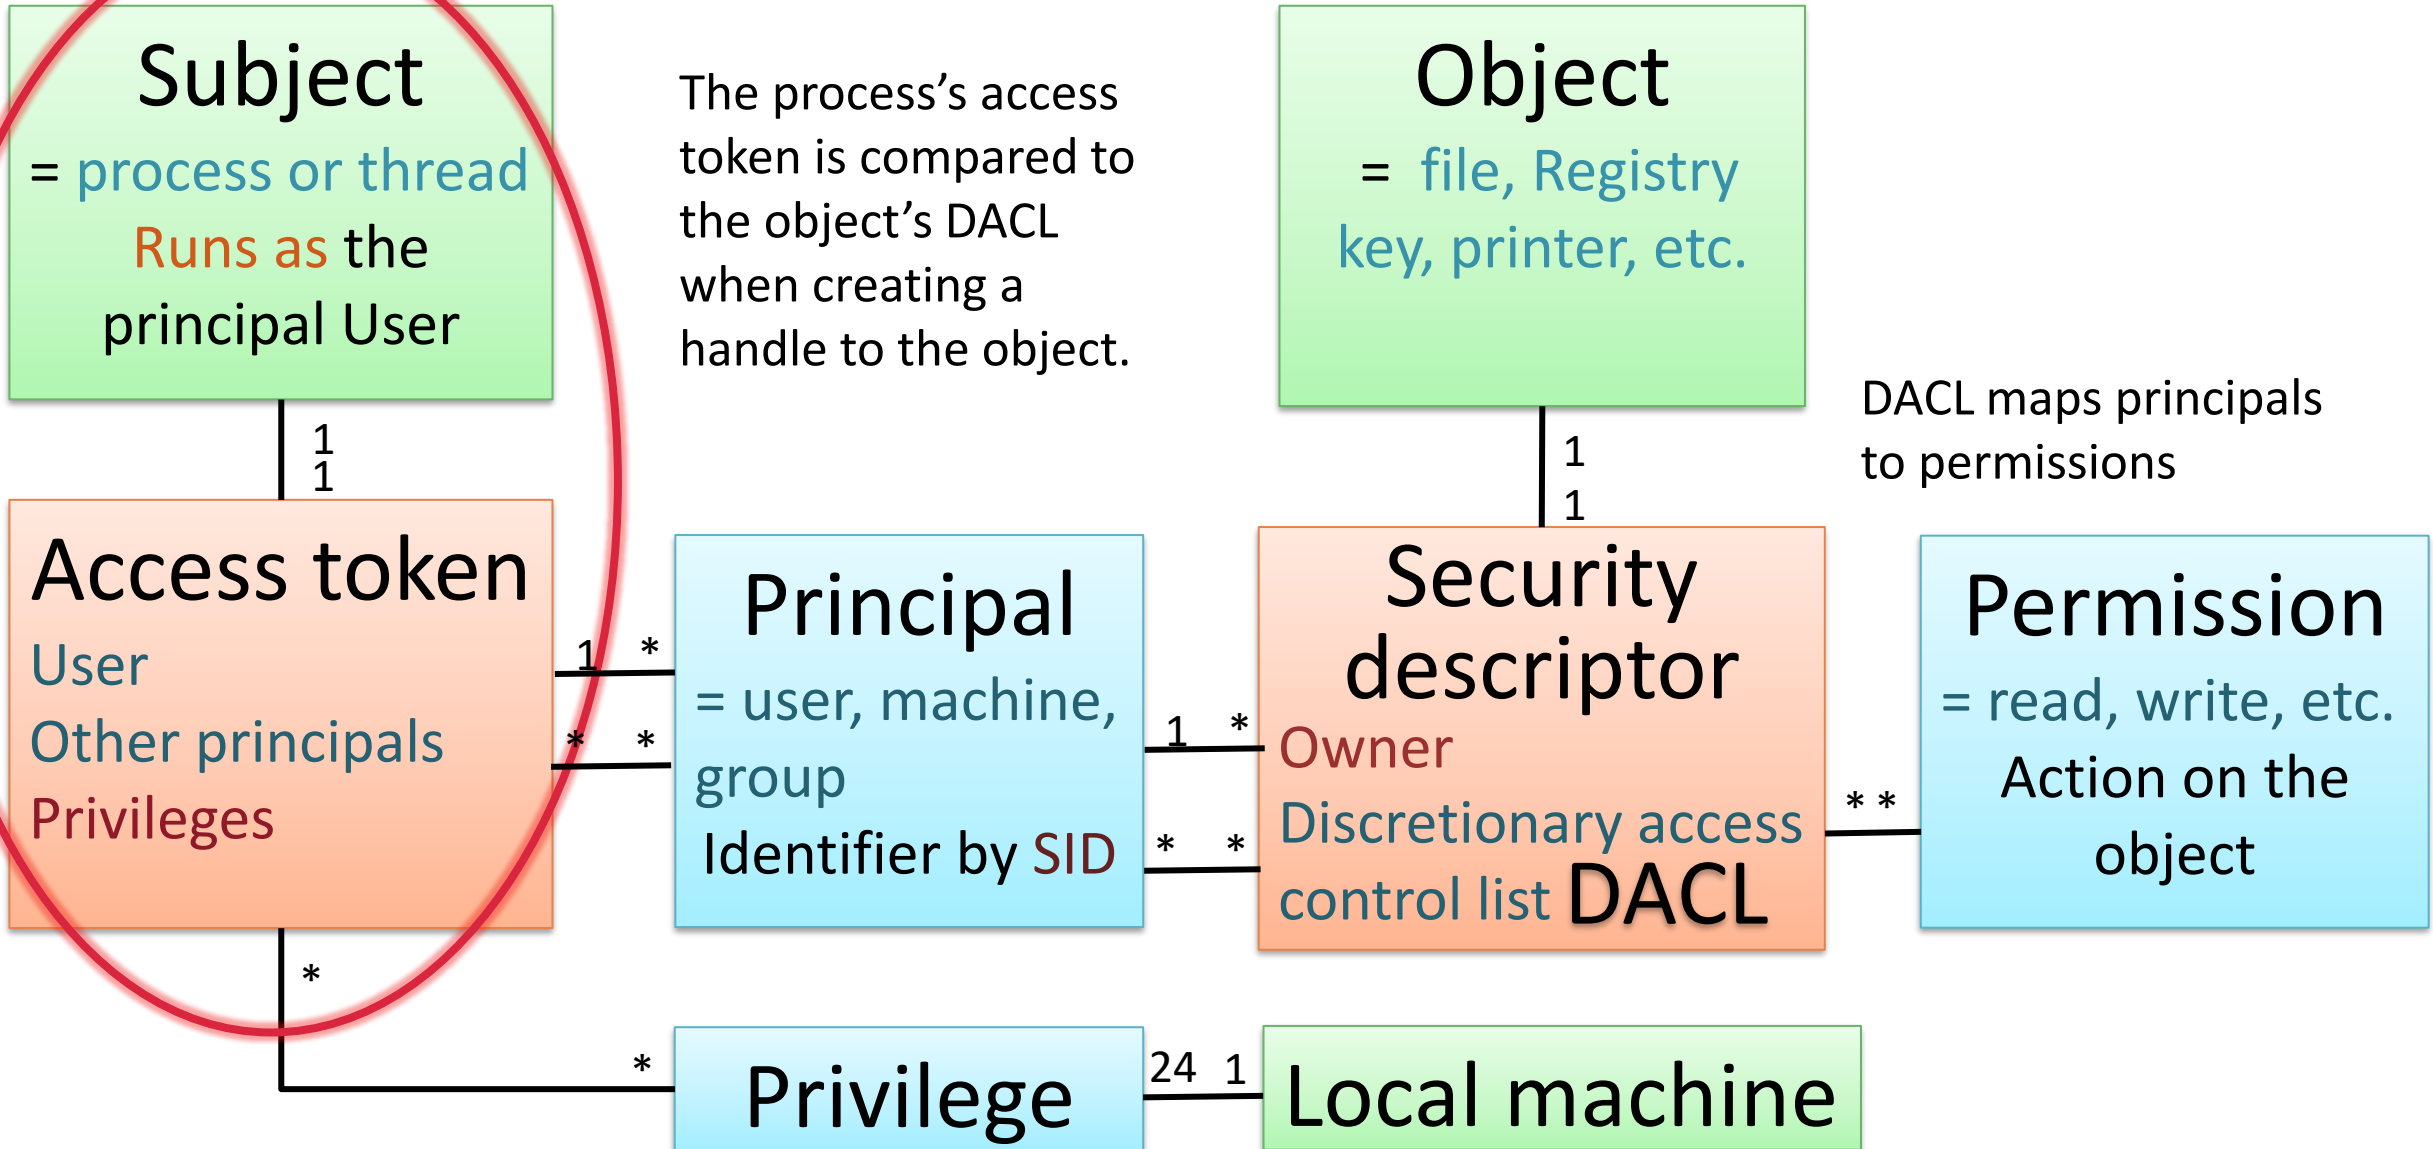 Subject
= process or thread
Runs as the
principal User
The process’s access
token is compared to
the object’s DACL
when creating a
handle to the object.
Object
= file, Registry
key, printer, etc.
DACL maps principals
to permissions
1
1
1
1
Access token
User
Other principals
Privileges
1 *
* *
Principal
= user, machine,
group
Identifier by SID
1 *
* *
Security
descriptor
Owner
Discretionary access
control list DACL
* *
Permission
= read, write, etc.
Action on the
object
*
*
Privilege
24 1
Local machine